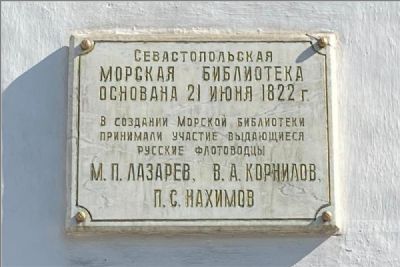 Севастопольская
МОРСКАЯ БИБЛИОТЕКА
ОСНОВАНА 21 ИЮНЯ 1822 г.
В СОЗДАНИИ МОРСКОЙ БИБЛИОТЕКИ
ПРИНИМАЛИ УЧАСТИЕ ВЫДАЮЩИЕСЯ
РУССКИЕ ФЛОТОВОДЦЫ
М. П. ЛАЗАРЕВ, В. А. КОРНИЛОВ,
П. С. НАХИМОВ